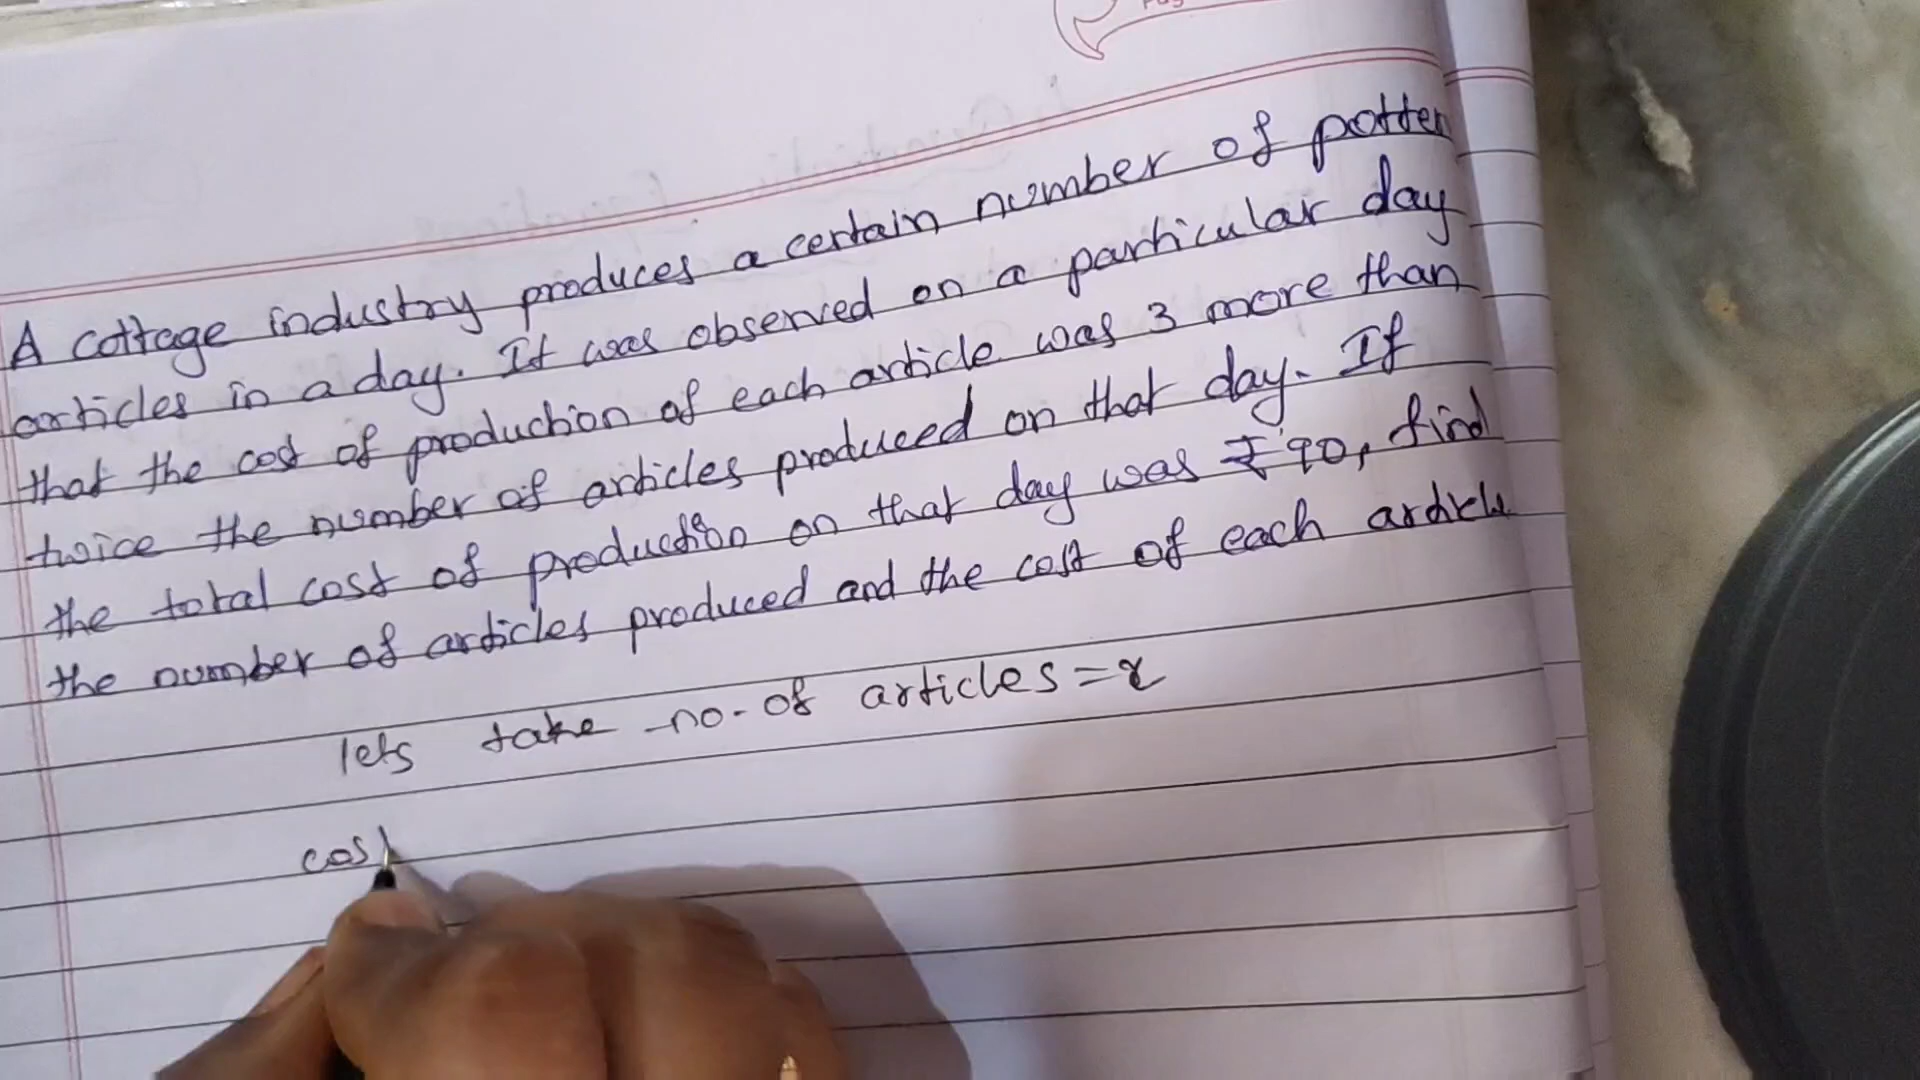 A cottage industry produces a certain number of potter
articles in a day. It was observed on a particular day
that the cost of production of each article was 3 more than
twice the number of articles produced on that day. If
the total cost of production on that day was ₹ 90, find
the number of articles produced and the cost of each article
lets take no. of articles = x
cost